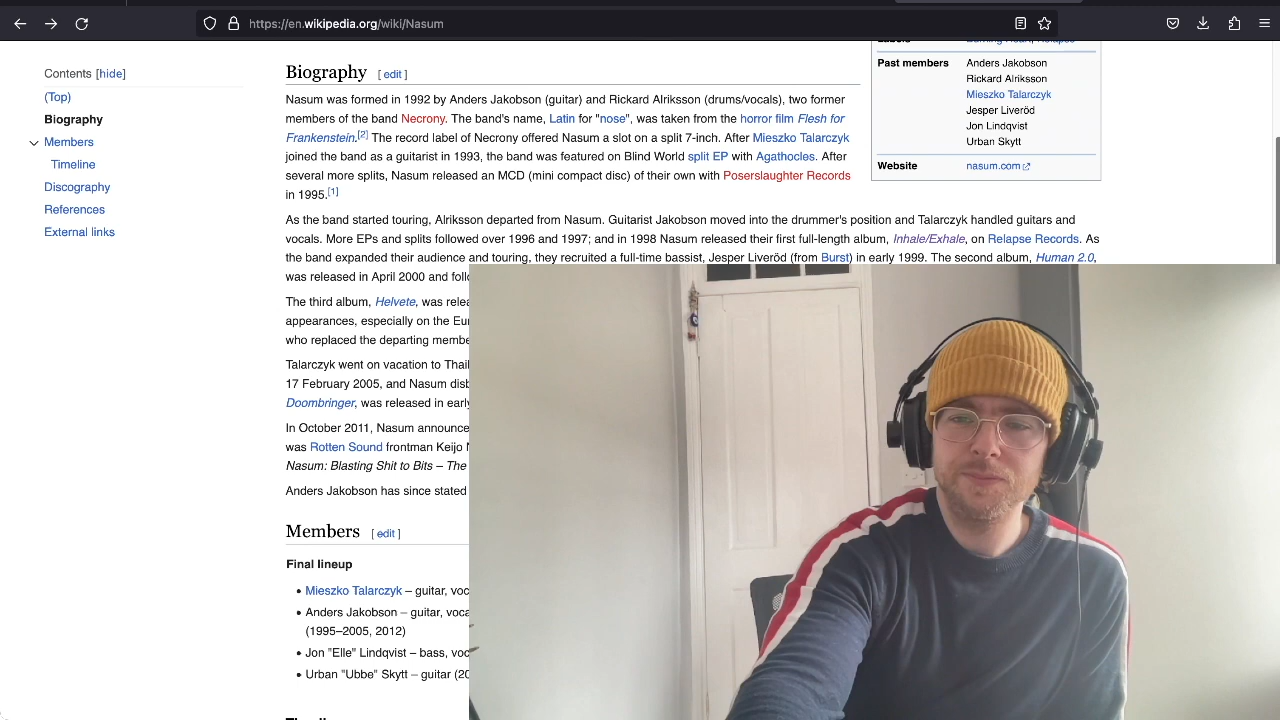 https://en.wikipedia.org/wiki/Nasum
Contents [hide]
(Top)
Biography
Members
Timeline
Discography
References
External links
Biography [ edit ]
Nasum was formed in 1992 by Anders Jakobson (guitar) and Rickard Alriksson (drums/vocals), two former
members of the band Necrony. The band's name, Latin for "nose", was taken from the horror film Flesh for
Frankenstein.[2] The record label of Necrony offered Nasum a slot on a split 7-inch. After Mieszko Talarczyk
joined the band as a guitarist in 1993, the band was featured on Blind World split EP with Agathocles. After
several more splits, Nasum released an MCD (mini compact disc) of their own with Poserslaughter Records
in 1995.[1]
As the band started touring, Alriksson departed from Nasum. Guitarist Jakobson moved into the drummer's position and Talarczyk handled guitars and
vocals. More EPs and splits followed over 1996 and 1997; and in 1998 Nasum released their first full-length album, Inhale/Exhale, on Relapse Records. As
the band expanded their audience and touring, they recruited a full-time bassist, Jesper Liveröd (from Burst) in early 1999. The second album, Human 2.0,
was released in April 2000 and
The third album, Helvete, was
appearances, especially on the
who replaced the departing
Talarczyk went on vacation to
17 February 2005, and Nasum
Doombringer, was released in
In October 2011, Nasum
was Rotten Sound frontman Keijo
Nasum: Blasting Shit to Bits – The
Anders Jakobson has since stated
Members [ edit ]
Final lineup
• Mieszko Talarczyk – guitar,
• Anders Jakobson – guitar,
(1995–2005, 2012)
• Jon "Elle" Lindqvist – bass,
• Urban "Ubbe" Skytt – guitar
Past members
Anders Jakobson
Rickard Alriksson
Mieszko Talarczyk
Jesper Liveröd
Jon Lindqvist
Urban Skytt
Website nasum.com